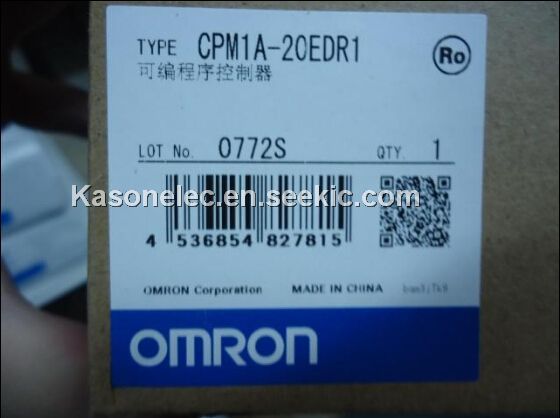 TYPE CPM1A-20EDR1
Ro
可编程序控制器
LOT No. 0772S QTY. 1
Kasonelec.en.seekic.com
4 536854 827815
OMRON Corporation MADE IN CHINA
OMRON